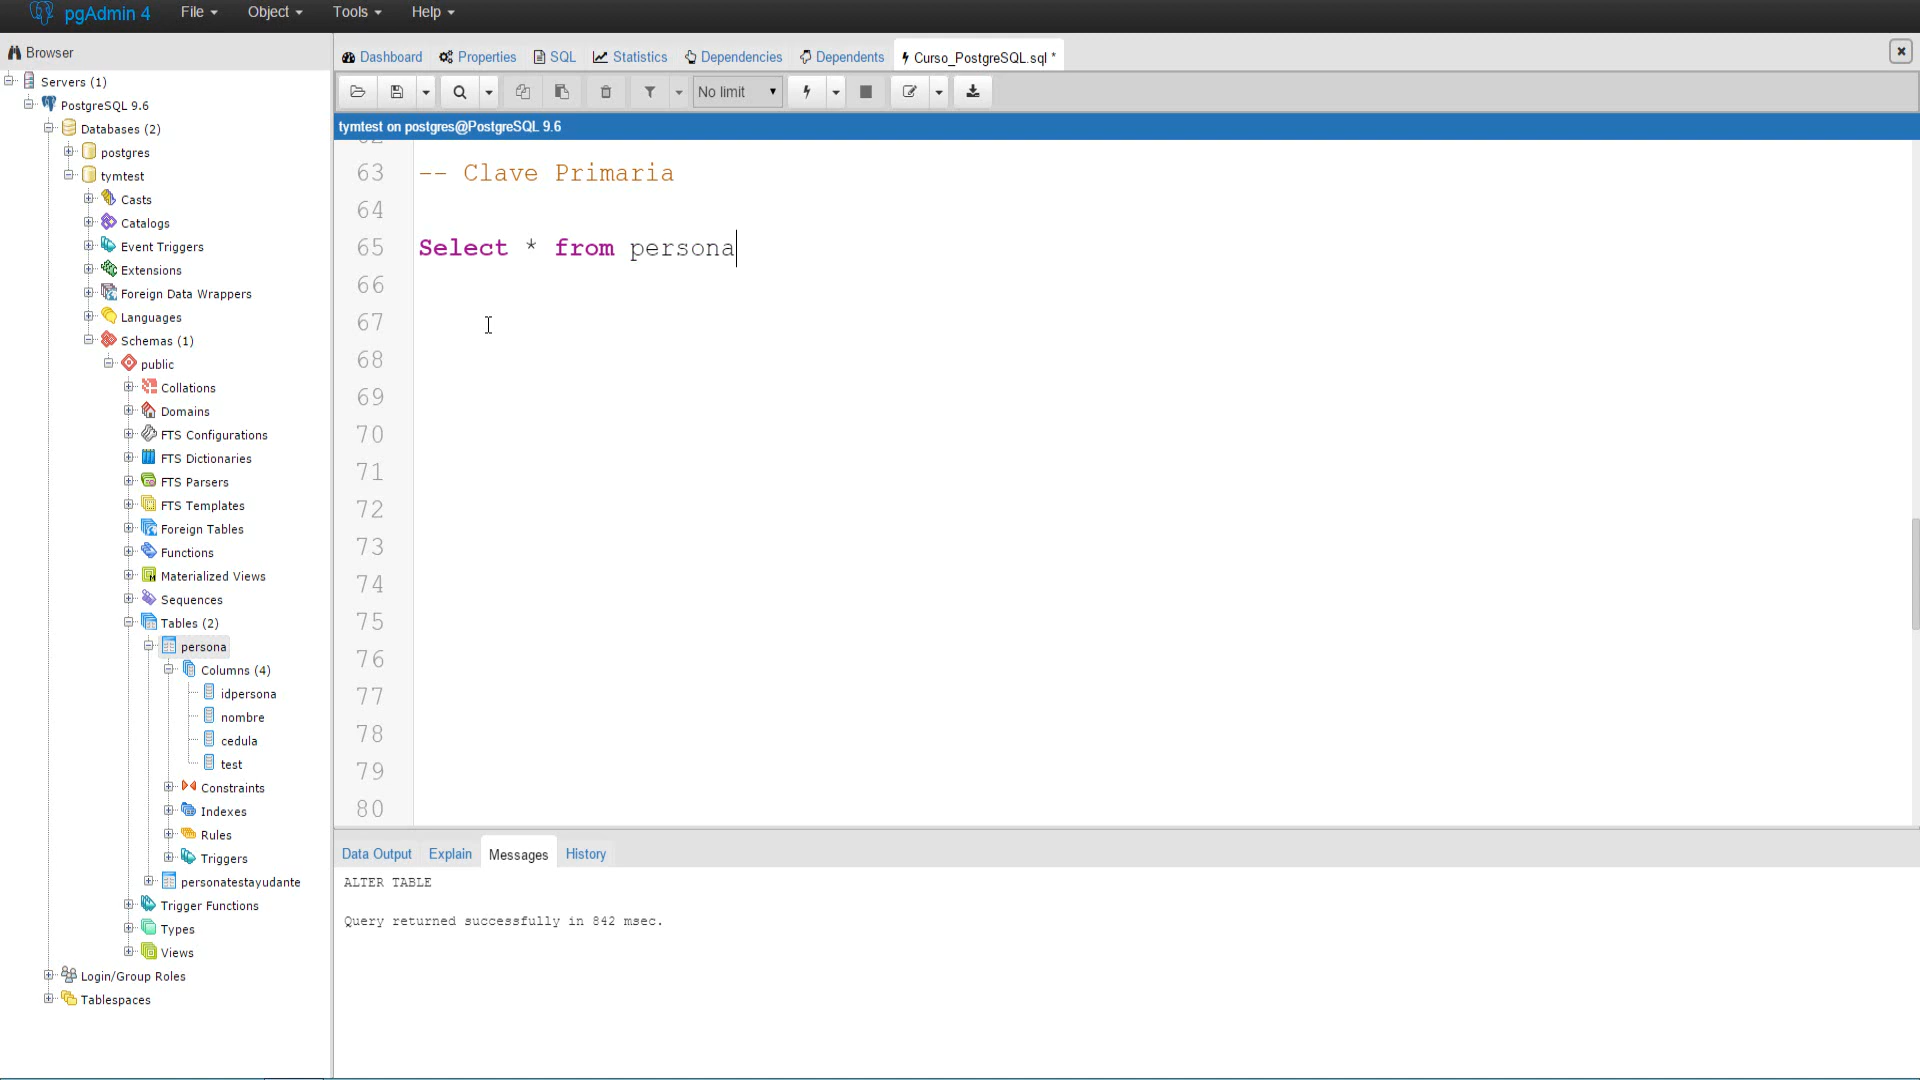 pgAdmin 4 File Object Tools Help
Browser
Dashboard Properties SQL Statistics Dependencies Dependents Curso_PostgreSQL.sql *
No limit
tymtest on postgres@PostgreSQL 9.6
Servers (1)
PostgreSQL 9.6
Databases (2)
postgres
tymtest
Casts
Catalogs
Event Triggers
Extensions
Foreign Data Wrappers
Languages
Schemas (1)
public
Collations
Domains
FTS Configurations
FTS Dictionaries
FTS Parsers
FTS Templates
Foreign Tables
Functions
Materialized Views
Sequences
Tables (2)
persona
Columns (4)
idpersona
nombre
cedula
test
Constraints
Indexes
Rules
Triggers
personatestayudante
Trigger Functions
Types
Views
Login/Group Roles
Tablespaces
63 -- Clave Primaria
64
65 Select * from persona
66
67
68
69
70
71
72
73
74
75
76
77
78
79
80
Data Output Explain Messages History
ALTER TABLE
Query returned successfully in 842 msec.